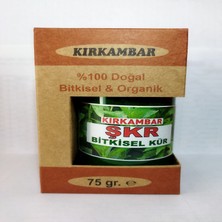 KIRKAMBAR
%100 Doğal
Bitkisel & Organik
KIRKAMBAR
ŞKR
BİTKİSEL KÜR
75 gr. ℮